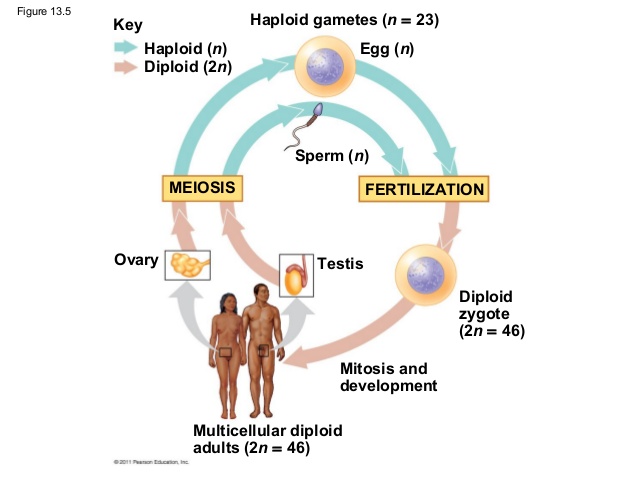 Figure 13.5
Key
Haploid (n)
Diploid (2n)
Haploid gametes (n = 23)
Egg (n)
Sperm (n)
MEIOSIS
FERTILIZATION
Ovary
Testis
Diploid
zygote
(2n = 46)
Mitosis and
development
Multicellular diploid
adults (2n = 46)
© 2011 Pearson Education, Inc.